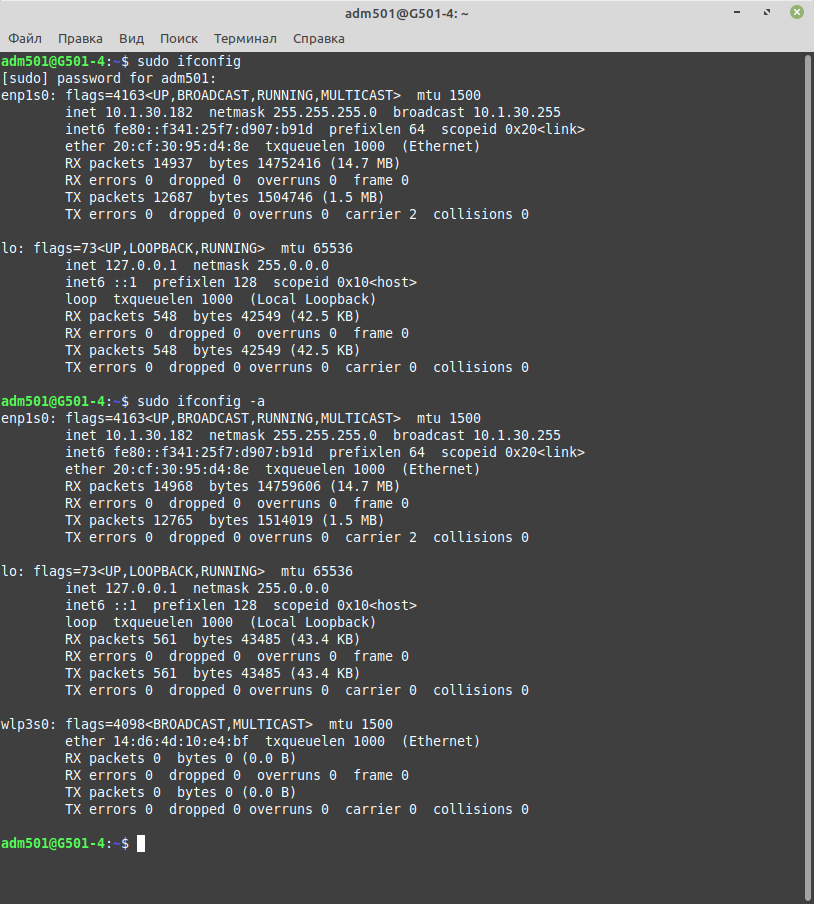 adm501@G501-4: ~
Файл Правка Вид Поиск Терминал Справка
adm501@G501-4:~$ sudo ifconfig
[sudo] password for adm501:
enp1s0: flags=4163<UP,BROADCAST,RUNNING,MULTICAST>  mtu 1500
        inet 10.1.30.182  netmask 255.255.255.0  broadcast 10.1.30.255
        inet6 fe80::f341:25f7:d907:b91d  prefixlen 64  scopeid 0x20<link>
        ether 20:cf:30:95:d4:8e  txqueuelen 1000  (Ethernet)
        RX packets 14937  bytes 14752416 (14.7 MB)
        RX errors 0  dropped 0  overruns 0  frame 0
        TX packets 12687  bytes 1504746 (1.5 MB)
        TX errors 0  dropped 0 overruns 0  carrier 2  collisions 0

lo: flags=73<UP,LOOPBACK,RUNNING>  mtu 65536
        inet 127.0.0.1  netmask 255.0.0.0
        inet6 ::1  prefixlen 128  scopeid 0x10<host>
        loop  txqueuelen 1000  (Local Loopback)
        RX packets 548  bytes 42549 (42.5 KB)
        RX errors 0  dropped 0  overruns 0  frame 0
        TX packets 548  bytes 42549 (42.5 KB)
        TX errors 0  dropped 0 overruns 0  carrier 0  collisions 0

adm501@G501-4:~$ sudo ifconfig -a
enp1s0: flags=4163<UP,BROADCAST,RUNNING,MULTICAST>  mtu 1500
        inet 10.1.30.182  netmask 255.255.255.0  broadcast 10.1.30.255
        inet6 fe80::f341:25f7:d907:b91d  prefixlen 64  scopeid 0x20<link>
        ether 20:cf:30:95:d4:8e  txqueuelen 1000  (Ethernet)
        RX packets 14968  bytes 14759606 (14.7 MB)
        RX errors 0  dropped 0  overruns 0  frame 0
        TX packets 12765  bytes 1514019 (1.5 MB)
        TX errors 0  dropped 0 overruns 0  carrier 2  collisions 0

lo: flags=73<UP,LOOPBACK,RUNNING>  mtu 65536
        inet 127.0.0.1  netmask 255.0.0.0
        inet6 ::1  prefixlen 128  scopeid 0x10<host>
        loop  txqueuelen 1000  (Local Loopback)
        RX packets 561  bytes 43485 (43.4 KB)
        RX errors 0  dropped 0  overruns 0  frame 0
        TX packets 561  bytes 43485 (43.4 KB)
        TX errors 0  dropped 0 overruns 0  carrier 0  collisions 0

wlp3s0: flags=4098<BROADCAST,MULTICAST>  mtu 1500
        ether 14:d6:4d:10:e4:bf  txqueuelen 1000  (Ethernet)
        RX packets 0  bytes 0 (0.0 B)
        RX errors 0  dropped 0  overruns 0  frame 0
        TX packets 0  bytes 0 (0.0 B)
        TX errors 0  dropped 0 overruns 0  carrier 0  collisions 0

adm501@G501-4:~$